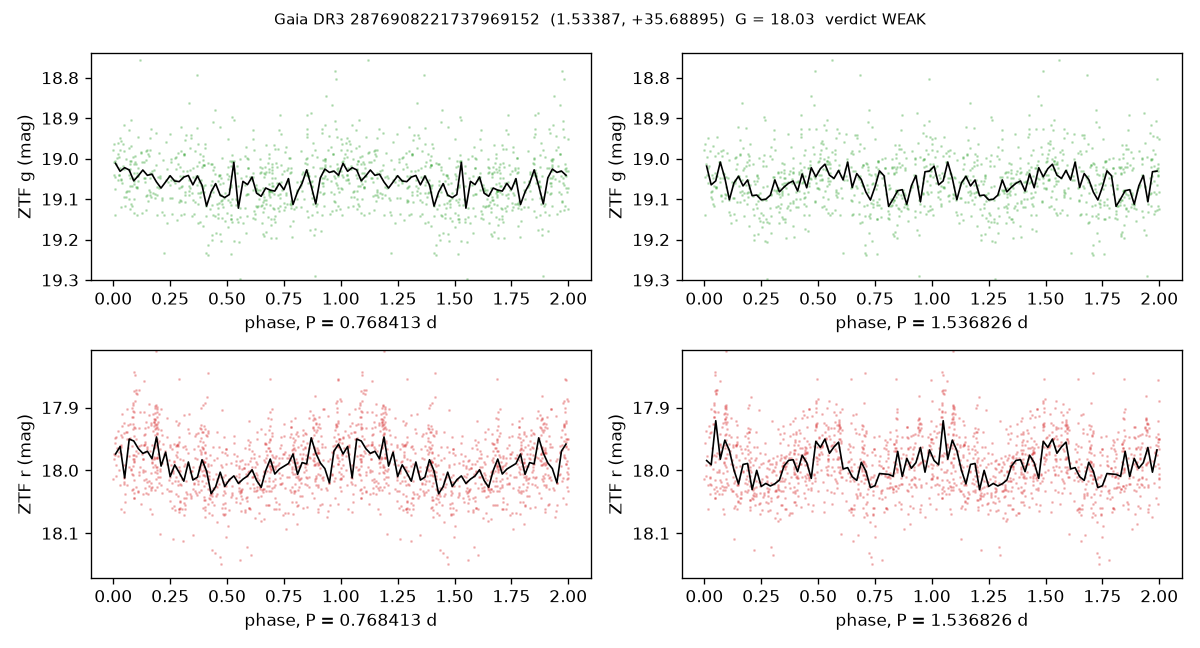 Gaia DR3 2876908221737969152  (1.53387, +35.68895)  G = 18.03  verdict WEAK
ZTF g (mag)
18.8
18.9
19.0
19.1
19.2
19.3
0.00 0.25 0.50 0.75 1.00 1.25 1.50 1.75 2.00
phase, P = 0.768413 d
ZTF g (mag)
18.8
18.9
19.0
19.1
19.2
19.3
0.00 0.25 0.50 0.75 1.00 1.25 1.50 1.75 2.00
phase, P = 1.536826 d
ZTF r (mag)
17.9
18.0
18.1
0.00 0.25 0.50 0.75 1.00 1.25 1.50 1.75 2.00
phase, P = 0.768413 d
ZTF r (mag)
17.9
18.0
18.1
0.00 0.25 0.50 0.75 1.00 1.25 1.50 1.75 2.00
phase, P = 1.536826 d